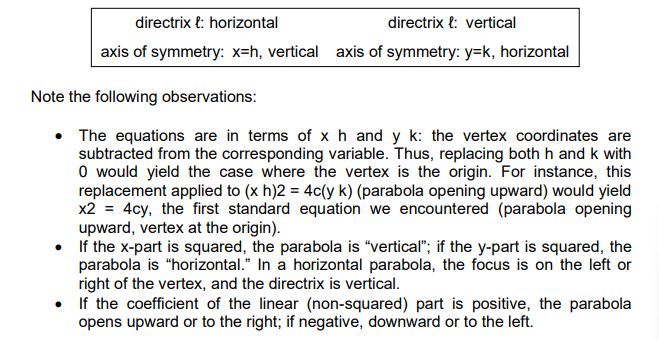 directrix ℓ: horizontal directrix ℓ: vertical
axis of symmetry: x=h, vertical axis of symmetry: y=k, horizontal
Note the following observations:
• The equations are in terms of x h and y k: the vertex coordinates are
subtracted from the corresponding variable. Thus, replacing both h and k with
0 would yield the case where the vertex is the origin. For instance, this
replacement applied to (x h)2 = 4c(y k) (parabola opening upward) would yield
x2 = 4cy, the first standard equation we encountered (parabola opening
upward, vertex at the origin).
• If the x-part is squared, the parabola is “vertical”; if the y-part is squared, the
parabola is “horizontal.” In a horizontal parabola, the focus is on the left or
right of the vertex, and the directrix is vertical.
• If the coefficient of the linear (non-squared) part is positive, the parabola
opens upward or to the right; if negative, downward or to the left.